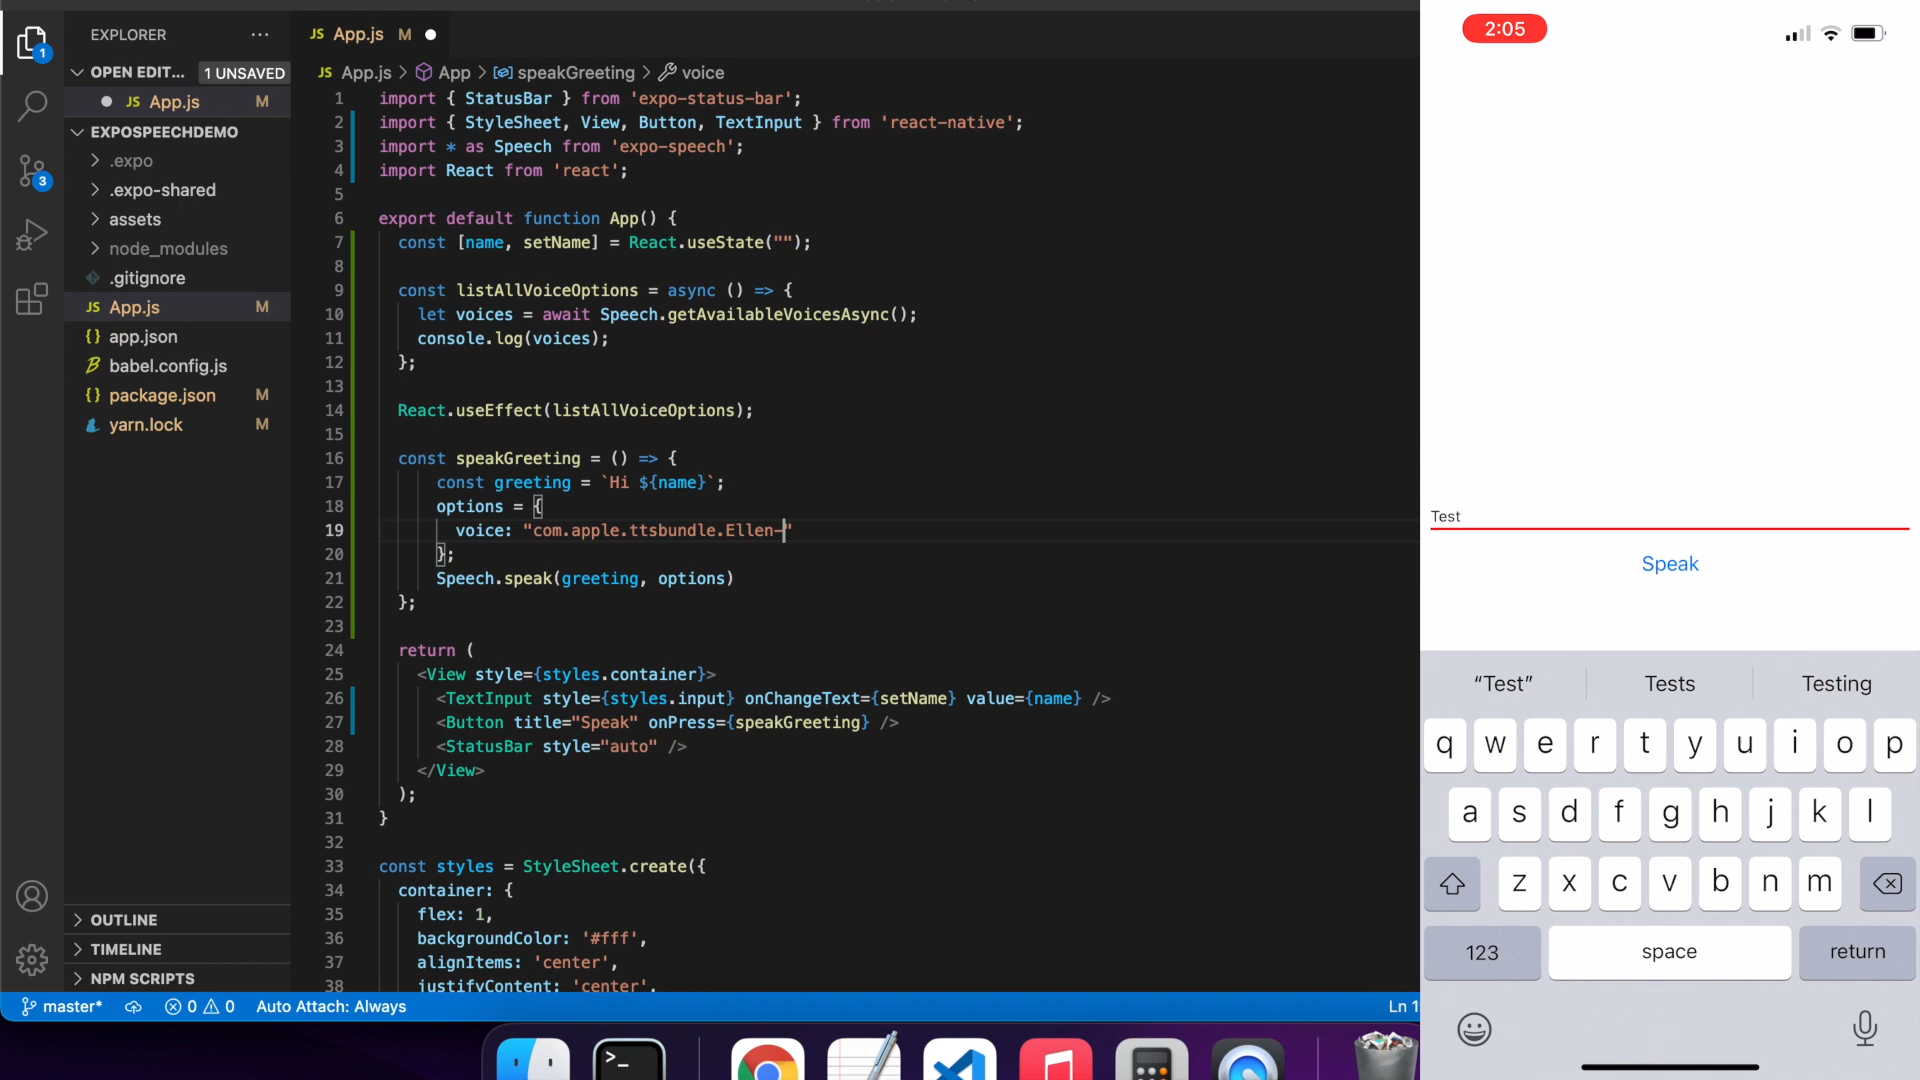 EXPLORER
OPEN EDIT... 1 UNSAVED
JS App.js M
EXPOSPEECHDEMO
.expo
.expo-shared
assets
node_modules
.gitignore
JS App.js M
{} app.json
babel.config.js
{} package.json M
yarn.lock M
OUTLINE
TIMELINE
NPM SCRIPTS
1
3
JS App.js M
JS App.js > App > speakGreeting > voice
1 import { StatusBar } from 'expo-status-bar';
2 import { StyleSheet, View, Button, TextInput } from 'react-native';
3 import * as Speech from 'expo-speech';
4 import React from 'react';
5
6 export default function App() {
7 const [name, setName] = React.useState("");
8
9 const listAllVoiceOptions = async () => {
10 let voices = await Speech.getAvailableVoicesAsync();
11 console.log(voices);
12 };
13
14 React.useEffect(listAllVoiceOptions);
15
16 const speakGreeting = () => {
17 const greeting = `Hi ${name}`;
18 options = {
19 voice: "com.apple.ttsbundle.Ellen-"
20 };
21 Speech.speak(greeting, options)
22 };
23
24 return (
25 <View style={styles.container}>
26 <TextInput style={styles.input} onChangeText={setName} value={name} />
27 <Button title="Speak" onPress={speakGreeting} />
28 <StatusBar style="auto" />
29 </View>
30 );
31 }
32
33 const styles = StyleSheet.create({
34 container: {
35 flex: 1,
36 backgroundColor: '#fff',
37 alignItems: 'center',
38 justifyContent: 'center',
master* 0 0 Auto Attach: Always Ln 1
2:05
Test
Speak
“Test” Tests Testing
q w e r t y u i o p
a s d f g h j k l
z x c v b n m
123 space return